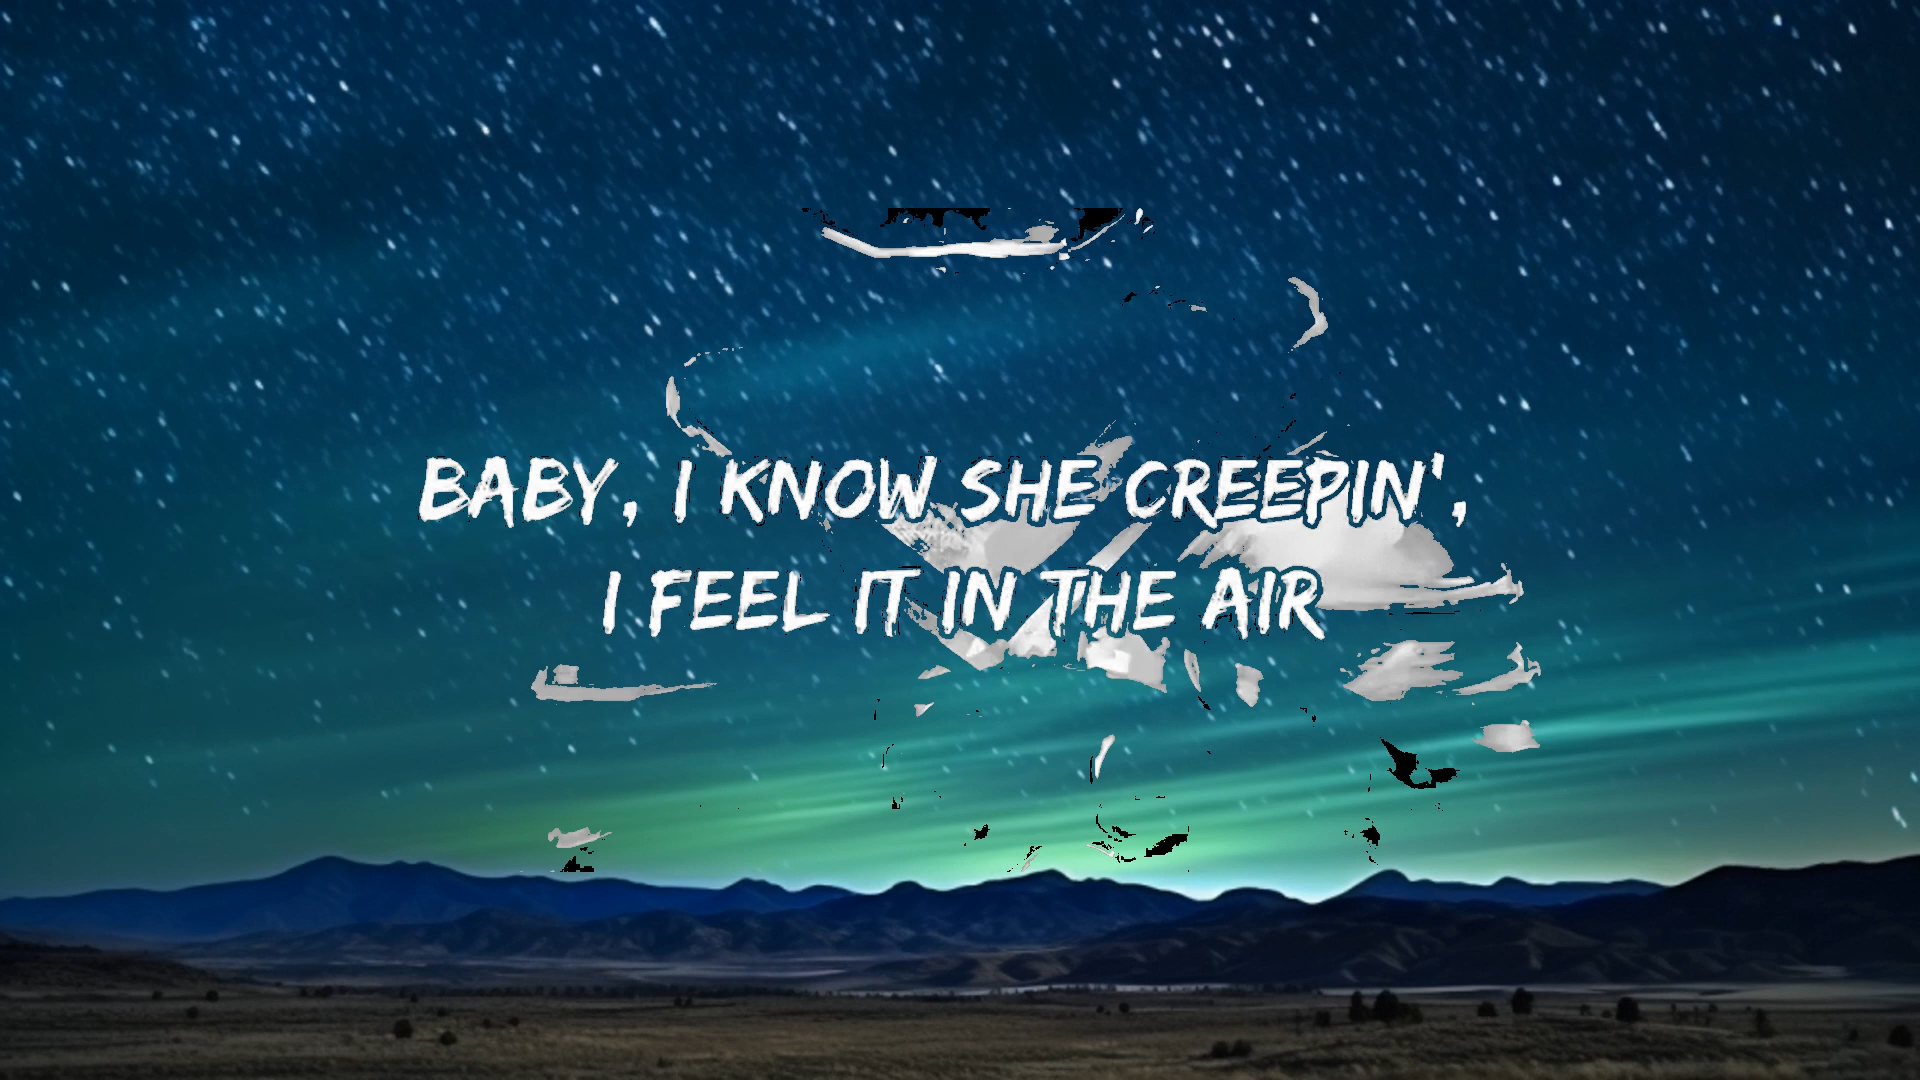 BABY, I KNOW SHE CREEPIN',
I FEEL IT IN THE AIR